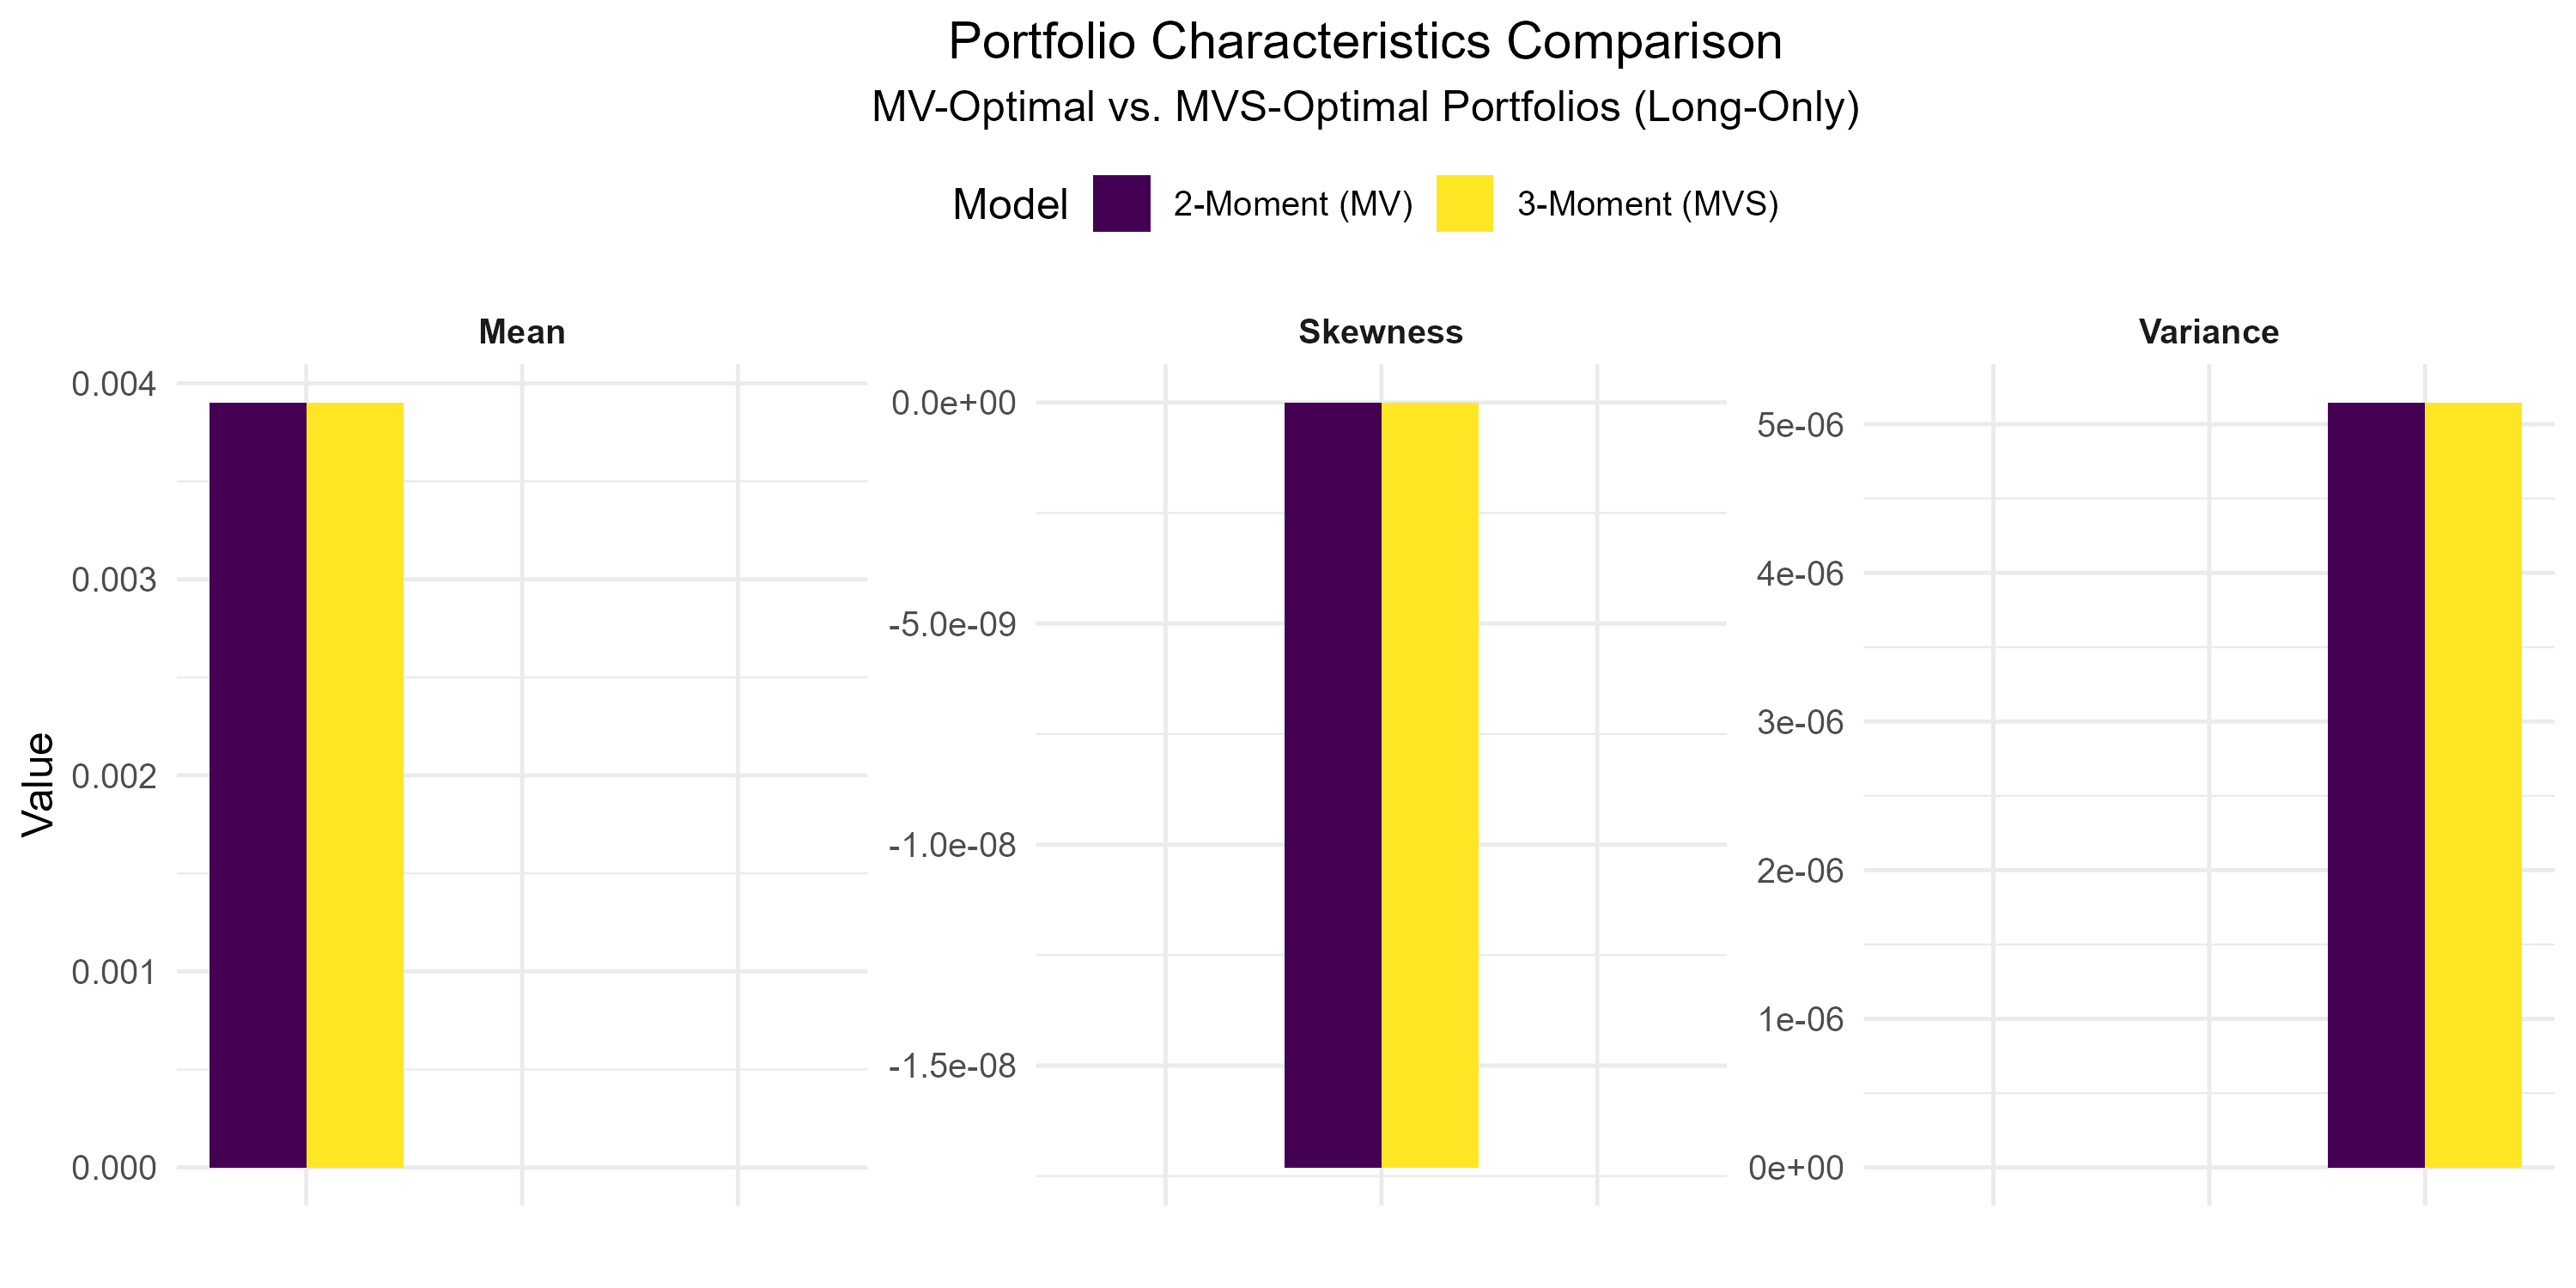 Portfolio Characteristics Comparison
MV-Optimal vs. MVS-Optimal Portfolios (Long-Only)
Model 2-Moment (MV) 3-Moment (MVS)
Mean
Skewness
Variance
Value
0.004
0.003
0.002
0.001
0.000
0.0e+00
-5.0e-09
-1.0e-08
-1.5e-08
5e-06
4e-06
3e-06
2e-06
1e-06
0e+00